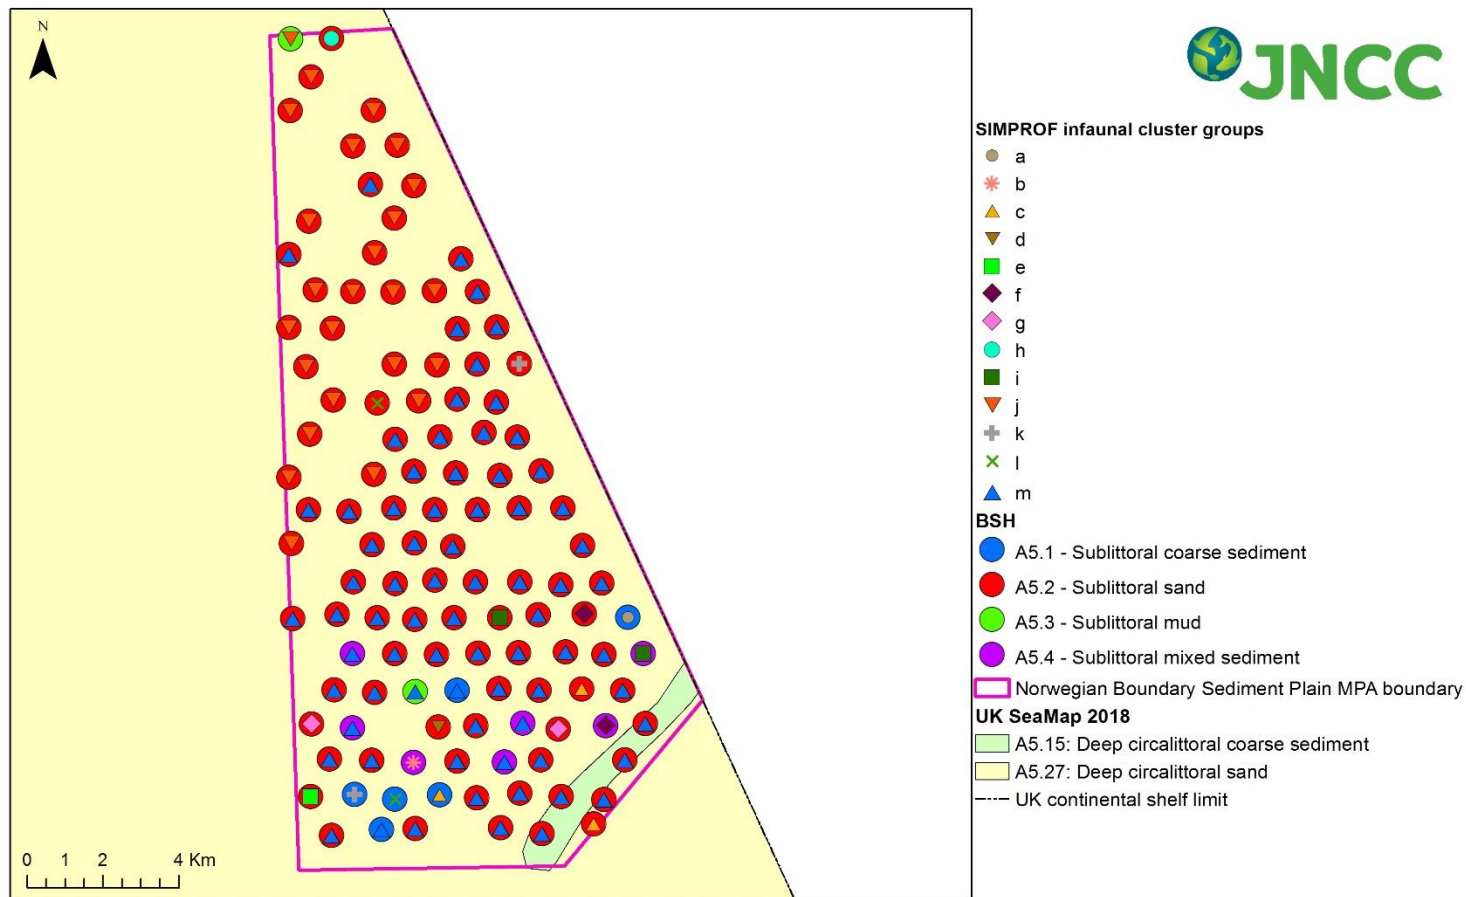 N
JNCC
SIMPROF infaunal cluster groups
a
b
c
d
e
f
g
h
i
j
k
l
m
BSH
A5.1 - Sublittoral coarse sediment
A5.2 - Sublittoral sand
A5.3 - Sublittoral mud
A5.4 - Sublittoral mixed sediment
Norwegian Boundary Sediment Plain MPA boundary
UK SeaMap 2018
A5.15: Deep circalittoral coarse sediment
A5.27: Deep circalittoral sand
UK continental shelf limit
0 1 2 4 Km